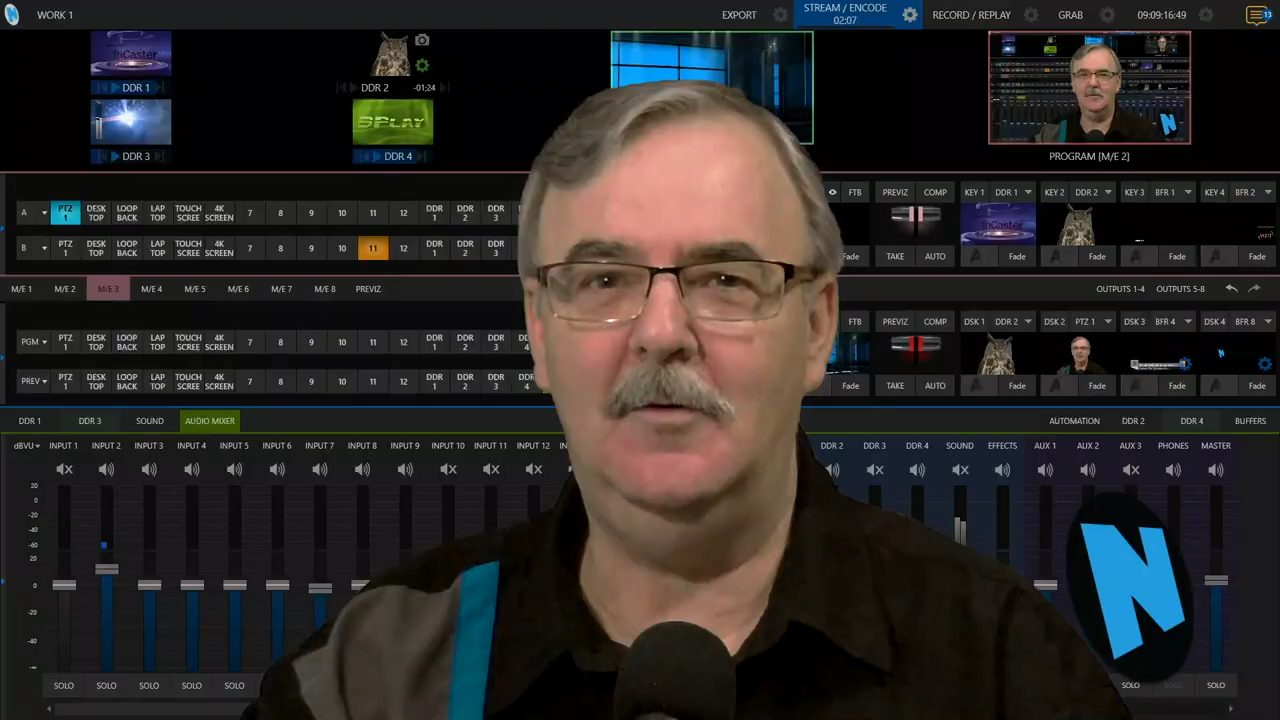 WORK 1 EXPORT STREAM / ENCODE 02:07 RECORD / REPLAY GRAB 09:09:16:49 13
InCaster
DDR 1
DDR 2 -01:24
3PLAY
DDR 3
DDR 4
PROGRAM [M/E 2]
N
A PTZ 1 DESK TOP LOOP BACK LAP TOP TOUCH SCREE 4K SCREEN 7 8 9 10 11 12 DDR 1 DDR 2 DDR 3
FTB PREVIZ COMP KEY 1 DDR 1 KEY 2 DDR 2 KEY 3 BFR 1 KEY 4 BFR 2
InCaster
B PTZ 1 DESK TOP LOOP BACK LAP TOP TOUCH SCREE 4K SCREEN 7 8 9 10 11 12 DDR 1 DDR 2 DDR 3
Fade TAKE AUTO A Fade A Fade A Fade A Fade
M/E 1 M/E 2 M/E 3 M/E 4 M/E 5 M/E 6 M/E 7 M/E 8 PREVIZ OUTPUTS 1-4 OUTPUTS 5-8
PGM PTZ 1 DESK TOP LOOP BACK LAP TOP TOUCH SCREE 4K SCREEN 7 8 9 10 11 12 DDR 1 DDR 2 DDR 3
FTB PREVIZ COMP DSK 1 DDR 2 DSK 2 PTZ 1 DSK 3 BFR 4 DSK 4 BFR 8
PREV PTZ 1 DESK TOP LOOP BACK LAP TOP TOUCH SCREE 4K SCREEN 7 8 9 10 11 12 DDR 1 DDR 2 DDR 3
Fade TAKE AUTO A Fade A Fade A Fade A Fade
DDR 1 DDR 3 SOUND AUDIO MIXER AUTOMATION DDR 2 DDR 4 BUFFERS
dBVU INPUT 1 INPUT 2 INPUT 3 INPUT 4 INPUT 5 INPUT 6 INPUT 7 INPUT 8 INPUT 9 INPUT 10 INPUT 11 INPUT 12 DDR 2 DDR 3 DDR 4 SOUND EFFECTS AUX 1 AUX 2 AUX 3 PHONES MASTER
20
0
-20
-40
-60
20
0
-20
-40
N
SOLO SOLO SOLO SOLO SOLO SOLO SOLO SOLO